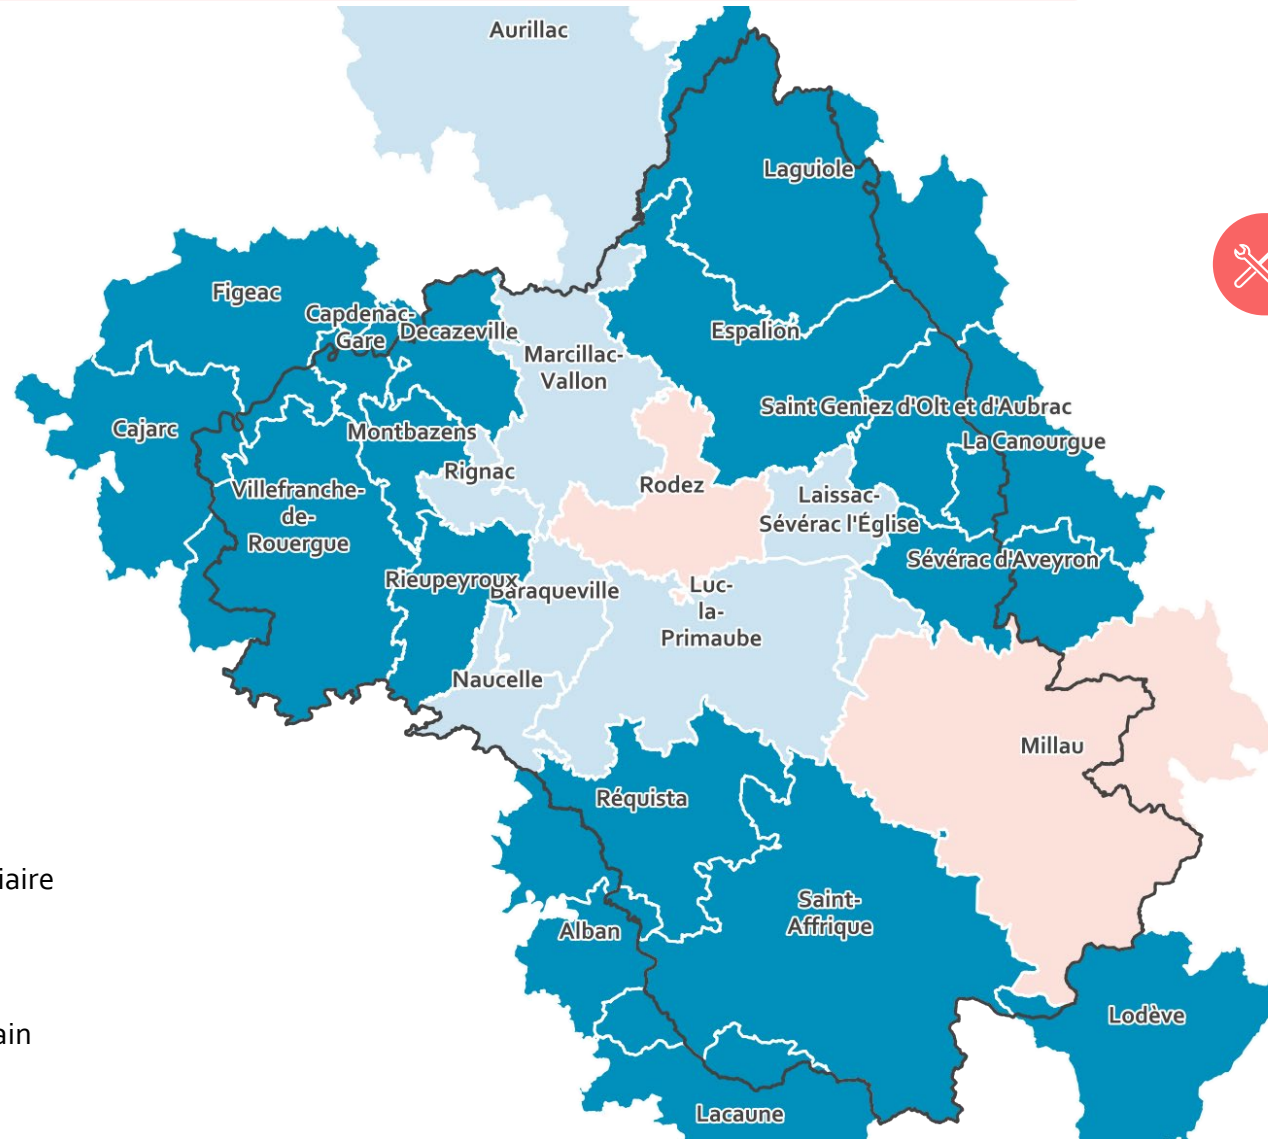 Aurillac
Laguiole
Figeac
Capdenac-
Gare
Decazeville
Espalion
Marcillac-
Vallon
Saint Geniez d'Olt et d'Aubrac
Cajarc
Montbazens
La Canourgue
Rignac
Rodez
Villefranche-
de-
Rouergue
Laissac-
Sévérac l'Église
Sévérac d'Aveyron
Rieupeyroux
Baraqueville
Luc-
la-
Primaube
Naucelle
Millau
Réquista
iaire
Saint-
Affrique
Alban
Lodève
ain
Lacaune